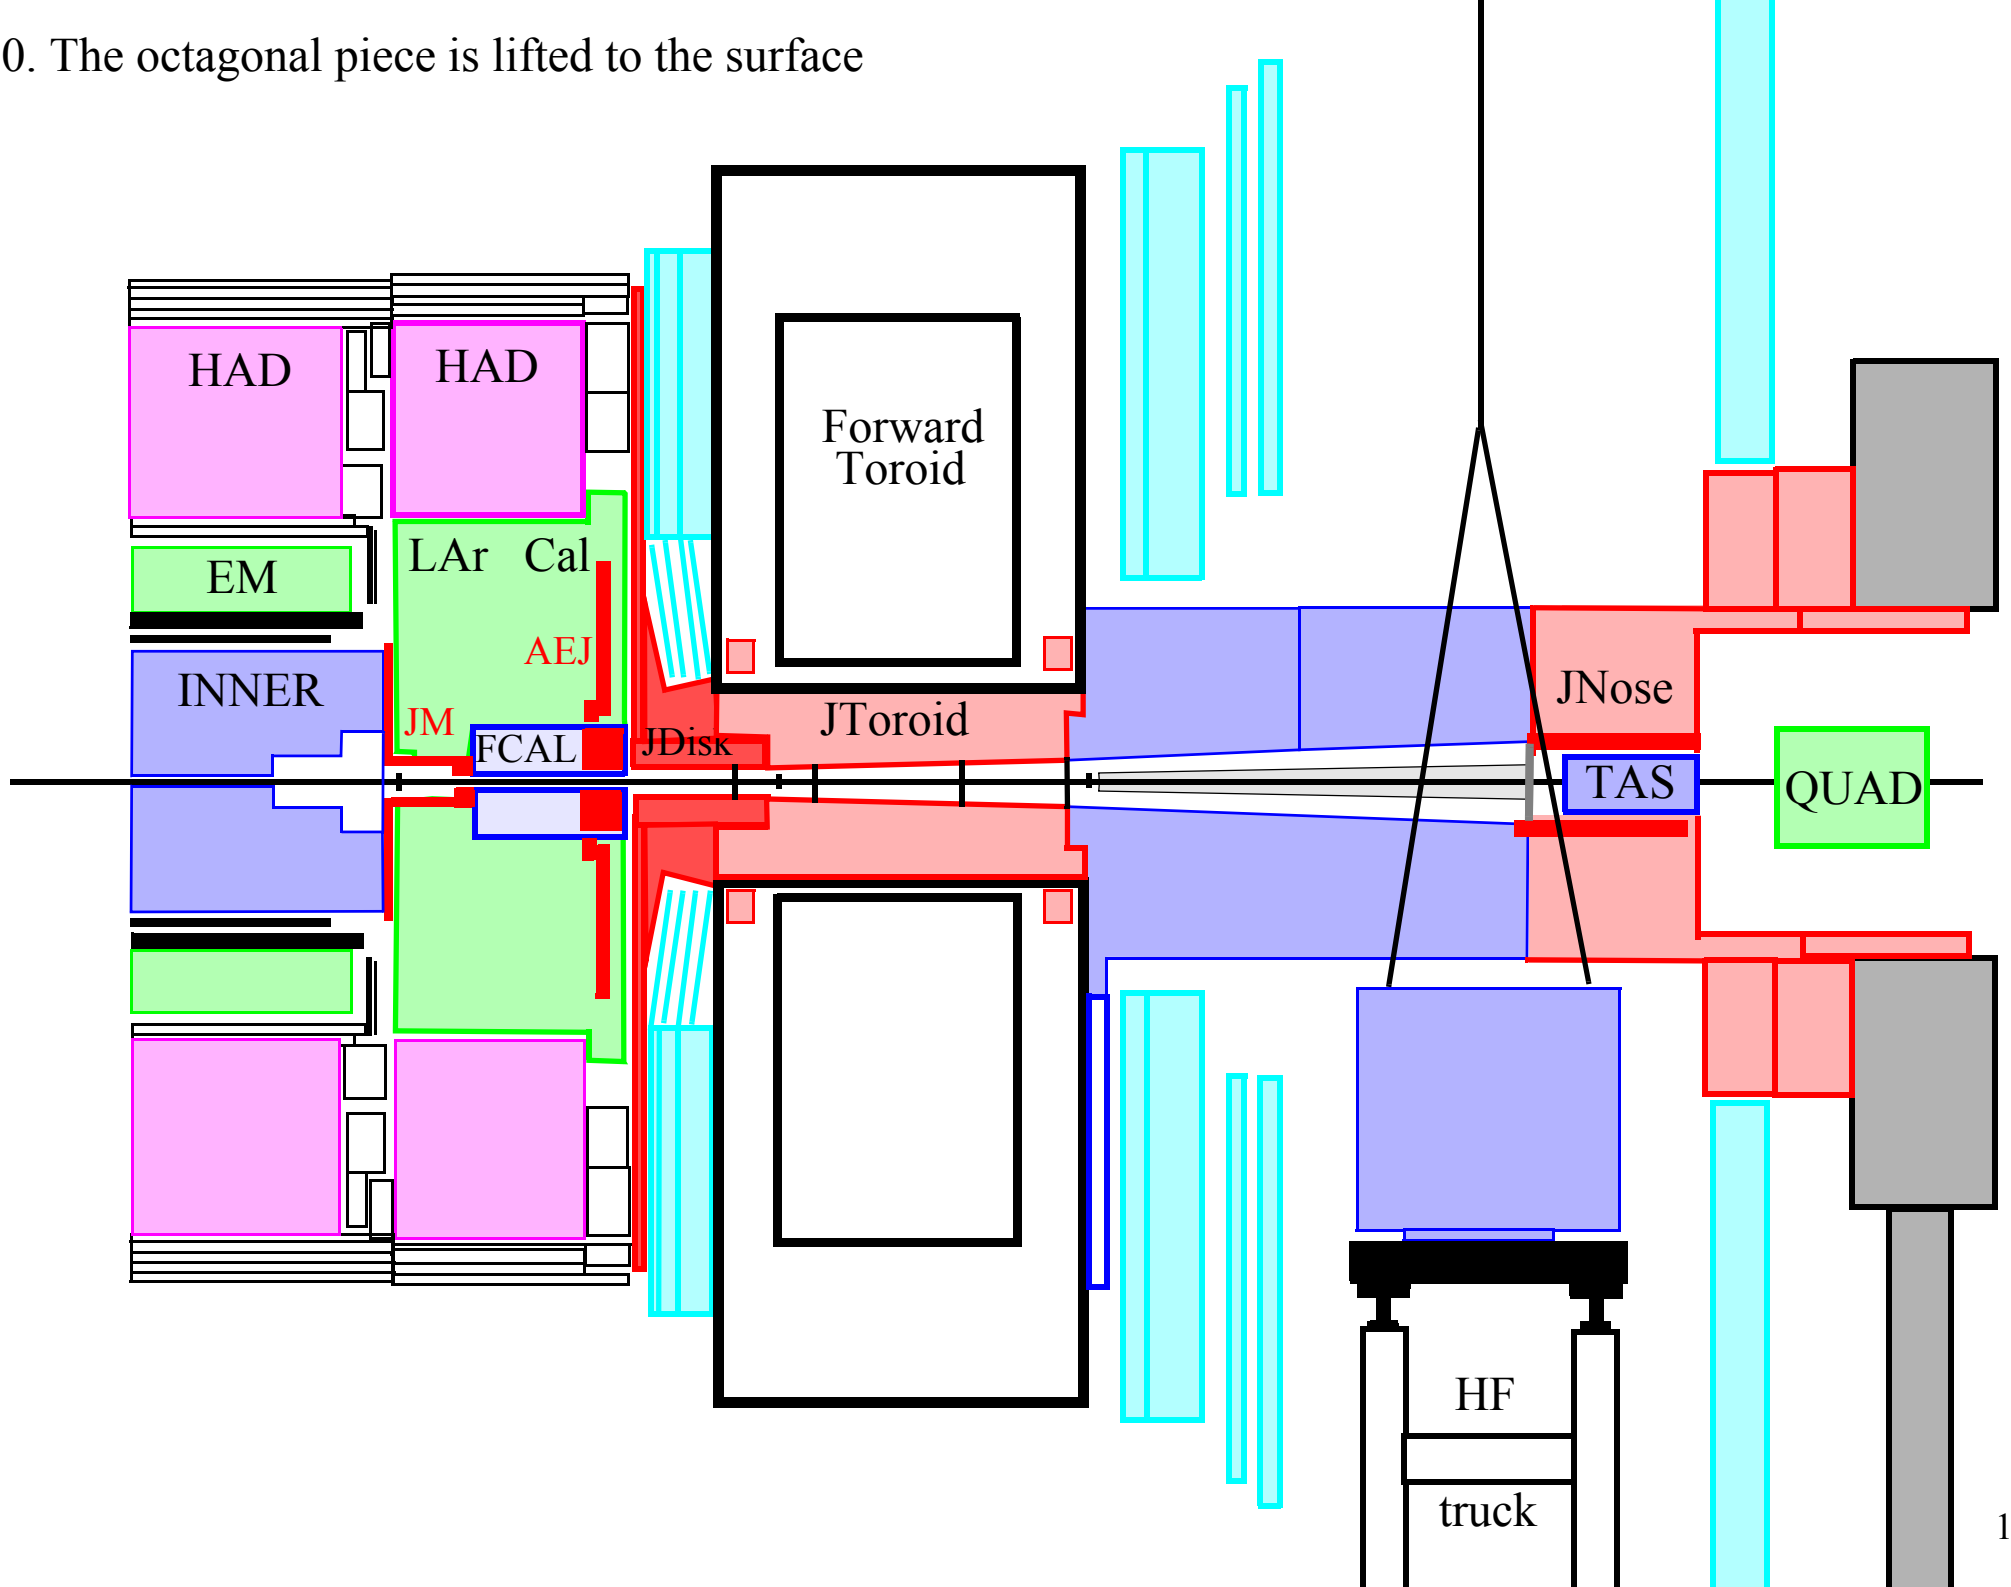 0. The octagonal piece is lifted to the surface
HAD
HAD
Forward
Toroid
LAr Cal
EM
AEJ
INNER
JM
FCAL
JDisk
JToroid
JNose
TAS
QUAD
HF
truck
1